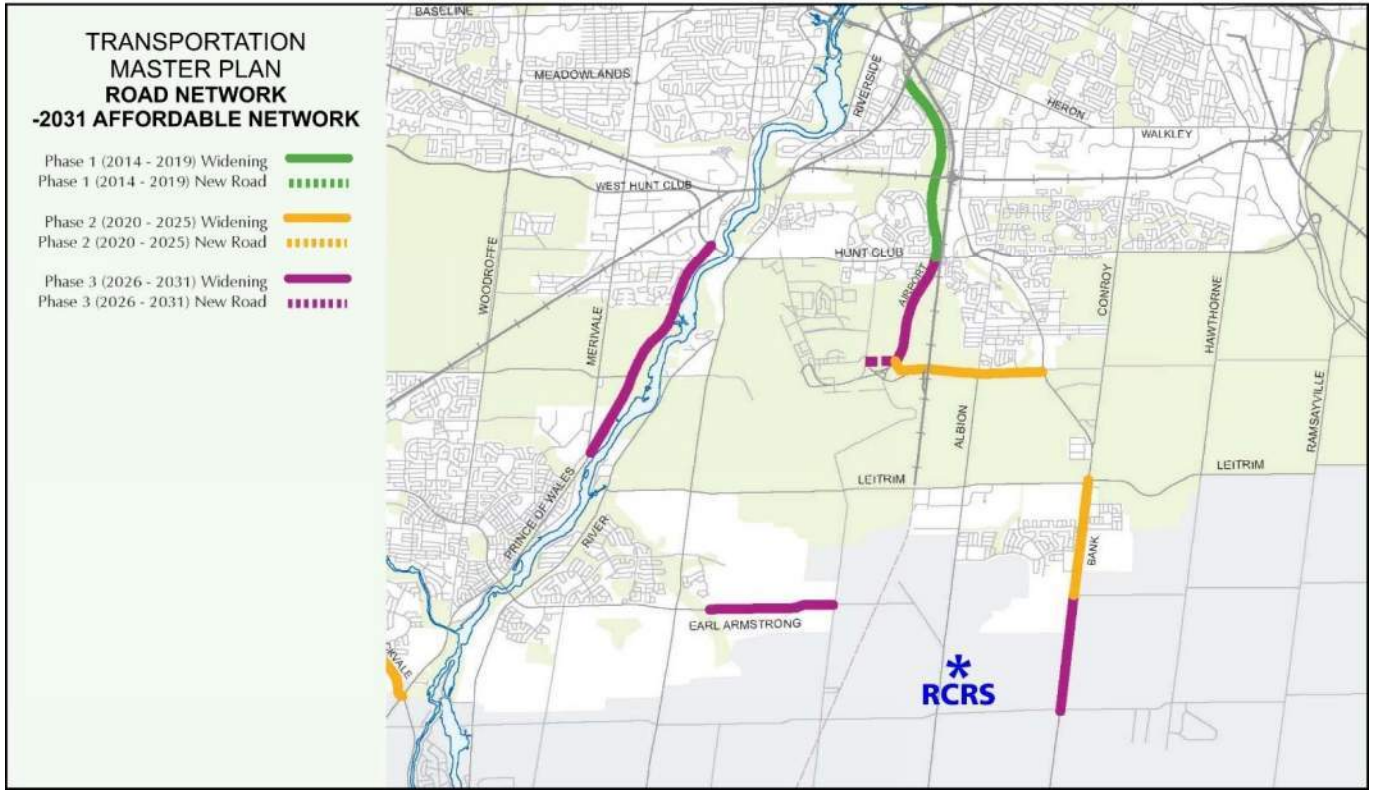 TRANSPORTATION
MASTER PLAN
ROAD NETWORK
-2031 AFFORDABLE NETWORK
Phase 1 (2014 - 2019) Widening
Phase 1 (2014 - 2019) New Road
Phase 2 (2020 - 2025) Widening
Phase 2 (2020 - 2025) New Road
Phase 3 (2026 - 2031) Widening
Phase 3 (2026 - 2031) New Road
BASELINE
MEADOWLANDS
RIVERSIDE
HERON
WALKLEY
WEST HUNT CLUB
WOODROFFE
HUNT CLUB
AIRPORT
CONROY
HAWTHORNE
MERIVALE
RAMSAYVILLE
ALBION
LEITRIM
LEITRIM
PRINCE OF WALES
RIVER
BANK
EARL ARMSTRONG
CKVALE
*
RCRS